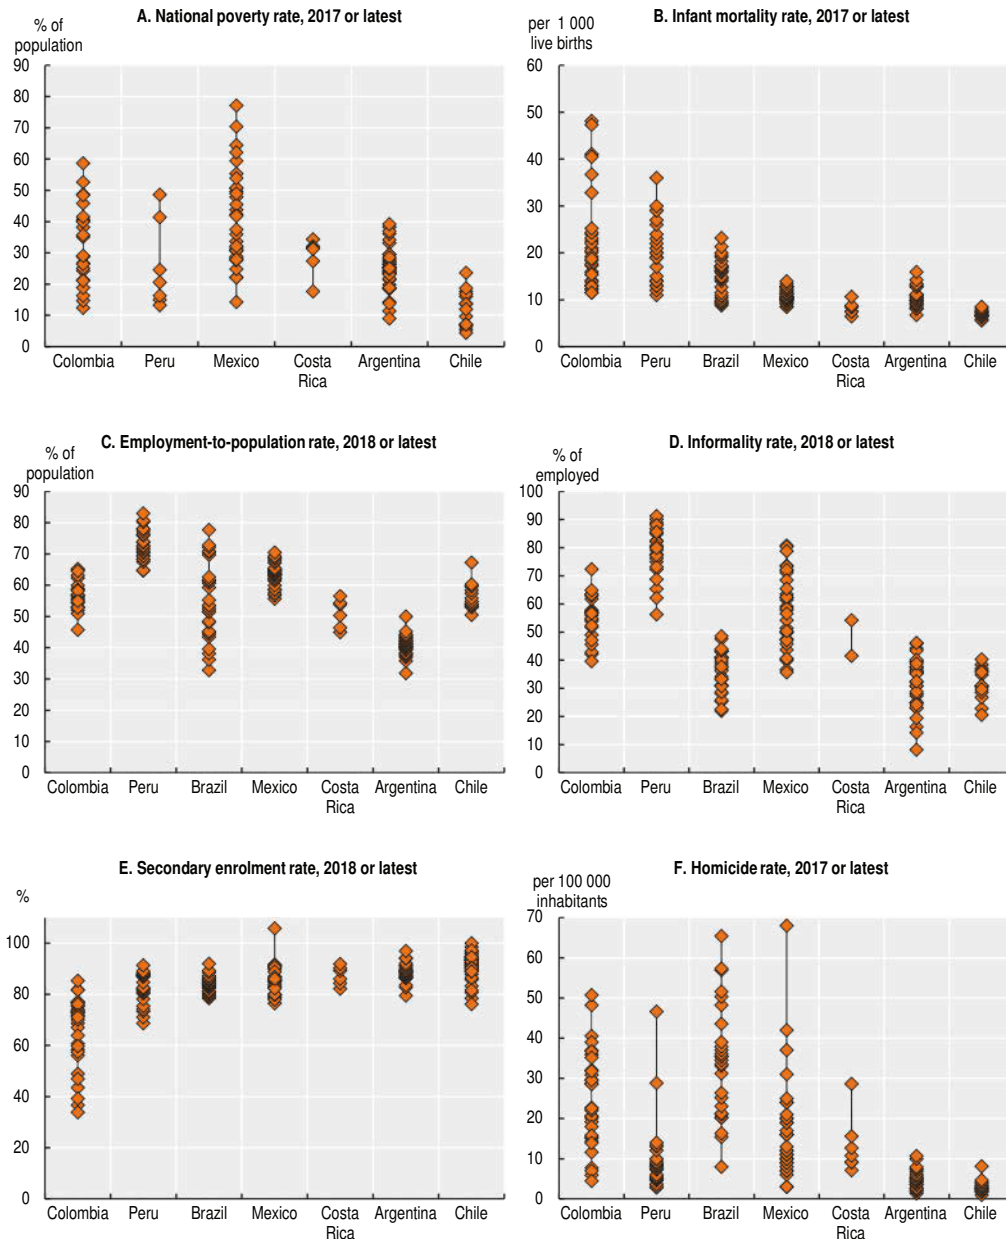 A. National poverty rate, 2017 or latest
% of
population
90
80
70
60
50
40
30
20
10
0
Colombia Peru Mexico Costa Rica Argentina Chile
B. Infant mortality rate, 2017 or latest
per 1 000
live births
60
50
40
30
20
10
0
Colombia Peru Brazil Mexico Costa Rica Argentina Chile
C. Employment-to-population rate, 2018 or latest
% of
population
90
80
70
60
50
40
30
20
10
0
Colombia Peru Brazil Mexico Costa Rica Argentina Chile
D. Informality rate, 2018 or latest
% of
employed
100
90
80
70
60
50
40
30
20
10
0
Colombia Peru Brazil Mexico Costa Rica Argentina Chile
E. Secondary enrolment rate, 2018 or latest
%
100
80
60
40
20
0
Colombia Peru Brazil Mexico Costa Rica Argentina Chile
F. Homicide rate, 2017 or latest
per 100 000
inhabitants
70
60
50
40
30
20
10
0
Colombia Peru Brazil Mexico Costa Rica Argentina Chile